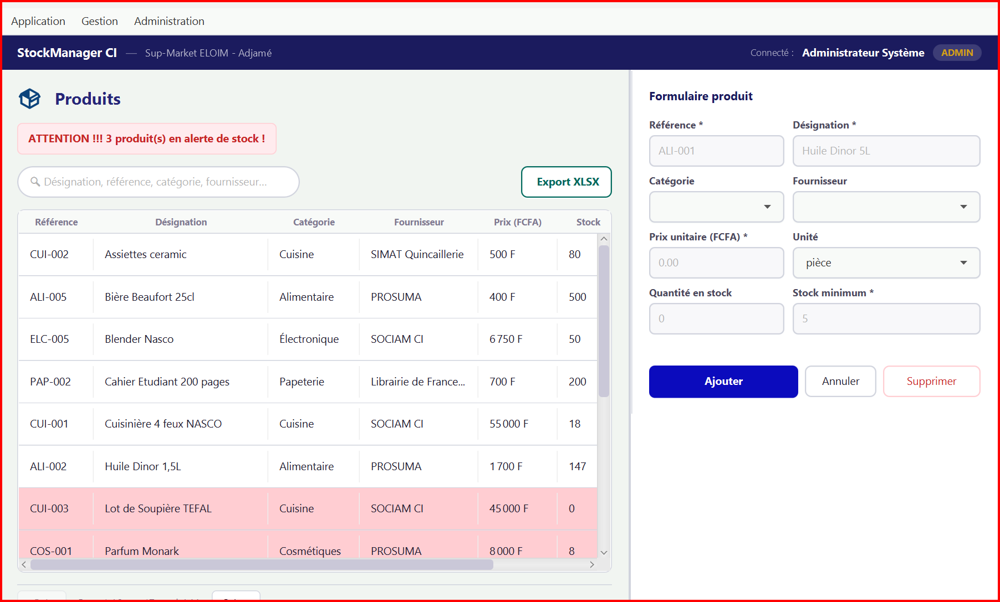 Application Gestion Administration
StockManager CI — Sup-Market ELOIM - Adjamé Connecté : Administrateur Système ADMIN
Produits
ATTENTION !!! 3 produit(s) en alerte de stock !
Désignation, référence, catégorie, fournisseur...
Export XLSX
Référence Désignation Catégorie Fournisseur Prix (FCFA) Stock
CUI-002 Assiettes ceramic Cuisine SIMAT Quincaillerie 500 F 80
ALI-005 Bière Beaufort 25cl Alimentaire PROSUMA 400 F 500
ELC-005 Blender Nasco Électronique SOCIAM CI 6 750 F 50
PAP-002 Cahier Etudiant 200 pages Papeterie Librairie de France... 700 F 200
CUI-001 Cuisinière 4 feux NASCO Cuisine SOCIAM CI 55 000 F 18
ALI-002 Huile Dinor 1,5L Alimentaire PROSUMA 1 700 F 147
CUI-003 Lot de Soupière TEFAL Cuisine SOCIAM CI 45 000 F 0
COS-001 Parfum Monark Cosmétiques PROSUMA 8 000 F 8
Formulaire produit
Référence * Désignation *
ALI-001 Huile Dinor 5L
Catégorie Fournisseur
Prix unitaire (FCFA) * Unité
0.00 pièce
Quantité en stock Stock minimum *
0 5
Ajouter Annuler Supprimer